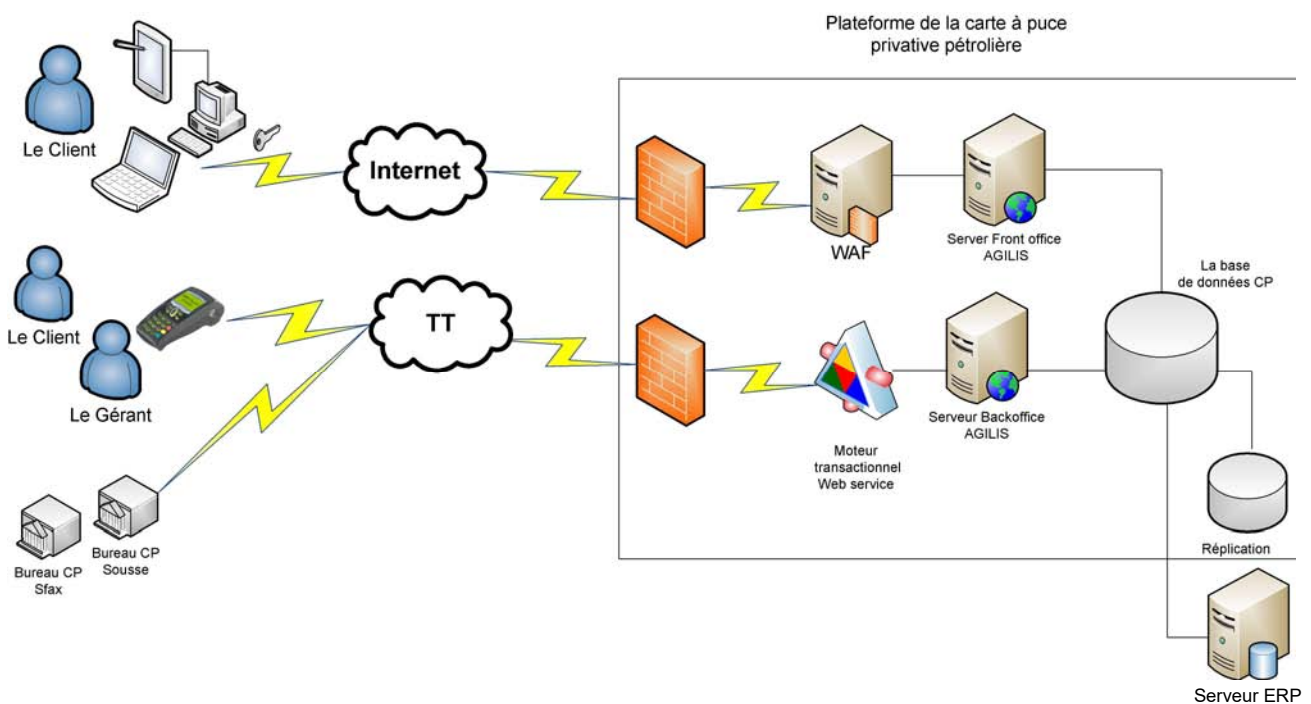 Plateforme de la carte à puce
privative pétrolière
Le Client
Internet
WAF
Server Front office
AGILIS
La base
de données CP
Le Client
Le Gérant
TT
Moteur
transactionnel
Web service
Serveur Backoffice
AGILIS
Bureau CP
Sfax
Bureau CP
Sousse
Réplication
Serveur ERP